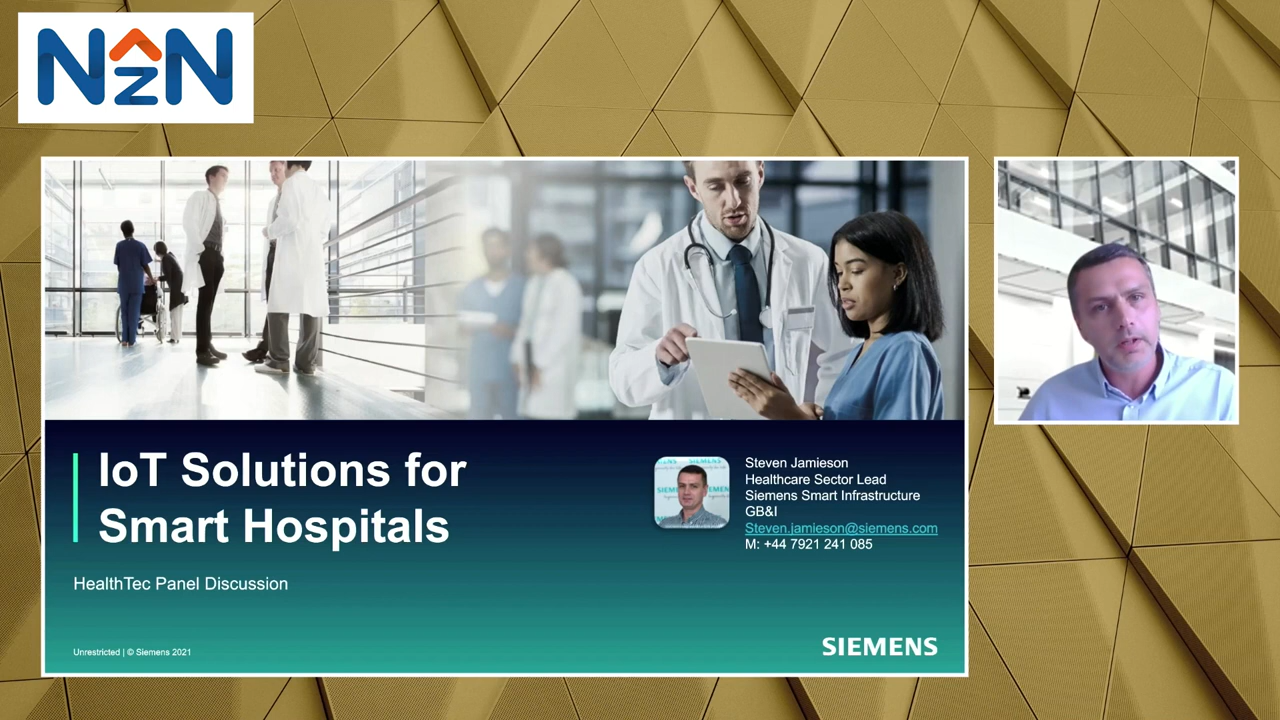 NzN
IoT Solutions for
Smart Hospitals
HealthTec Panel Discussion
Unrestricted | © Siemens 2021
Steven Jamieson
Healthcare Sector Lead
Siemens Smart Infrastructure
GB&I
Steven.jamieson@siemens.com
M: +44 7921 241 085
SIEMENS